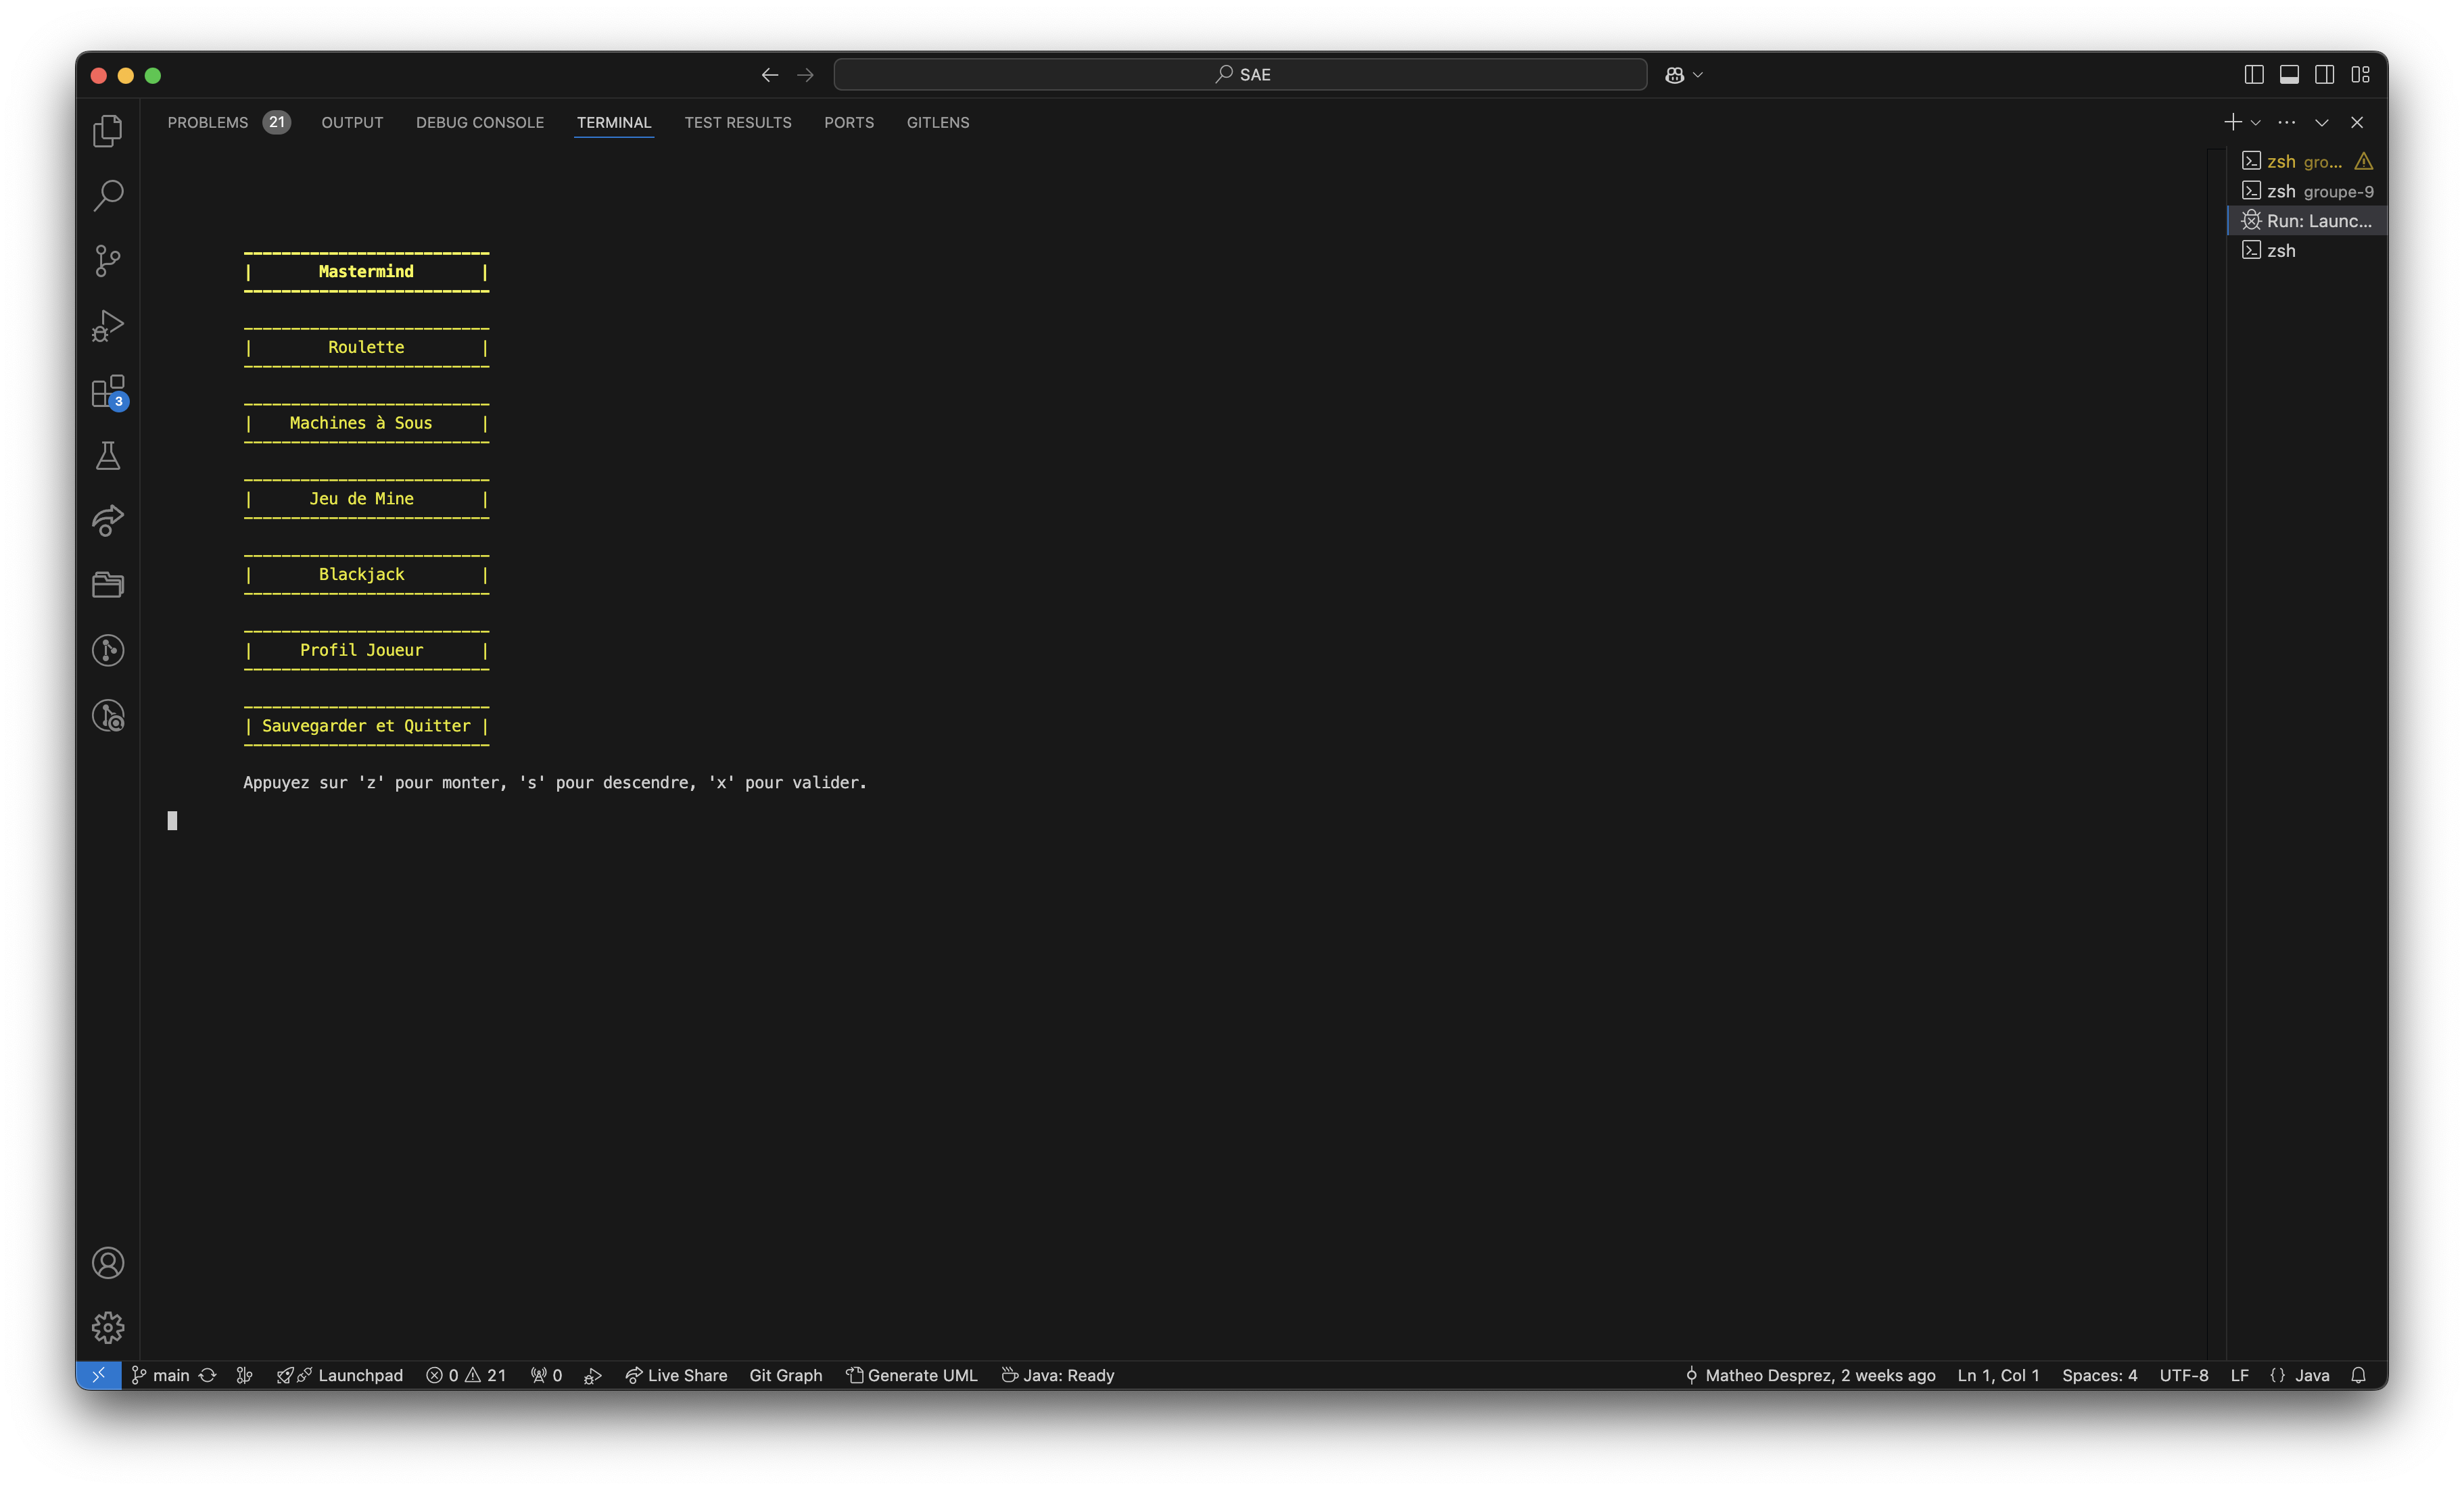 SAE
PROBLEMS 21 OUTPUT DEBUG CONSOLE TERMINAL TEST RESULTS PORTS GITLENS
zsh gro...
zsh groupe-9
Run: Launc...
zsh
-------------------------- 
| Mastermind |
--------------------------
--------------------------
| Roulette |
--------------------------
--------------------------
| Machines à Sous |
--------------------------
--------------------------
| Jeu de Mine |
--------------------------
--------------------------
| Blackjack |
--------------------------
--------------------------
| Profil Joueur |
--------------------------
--------------------------
| Sauvegarder et Quitter |
--------------------------
Appuyez sur 'z' pour monter, 's' pour descendre, 'x' pour valider.
3
main Launchpad 0 21 0 Live Share Git Graph Generate UML Java: Ready Matheo Desprez, 2 weeks ago Ln 1, Col 1 Spaces: 4 UTF-8 LF {} Java